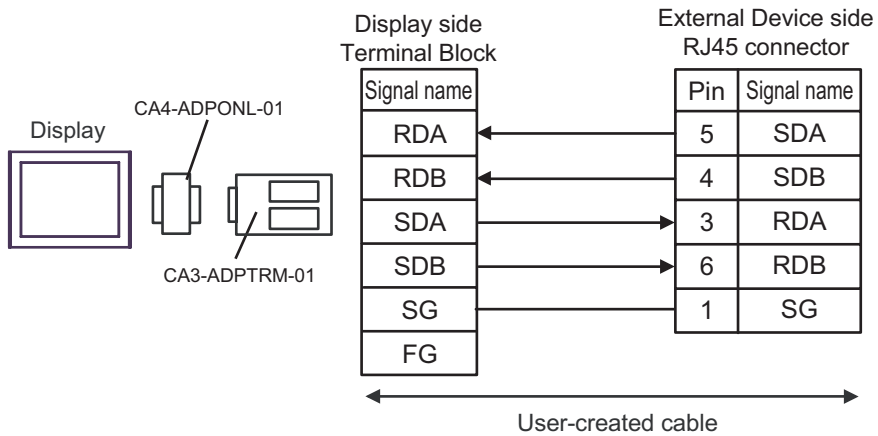 Display side
Terminal Block
External Device side
RJ45 connector
CA4-ADPONL-01
Display
CA3-ADPTRM-01
Signal name
Pin Signal name
RDA 5 SDA
RDB 4 SDB
SDA 3 RDA
SDB 6 RDB
SG 1 SG
FG
User-created cable